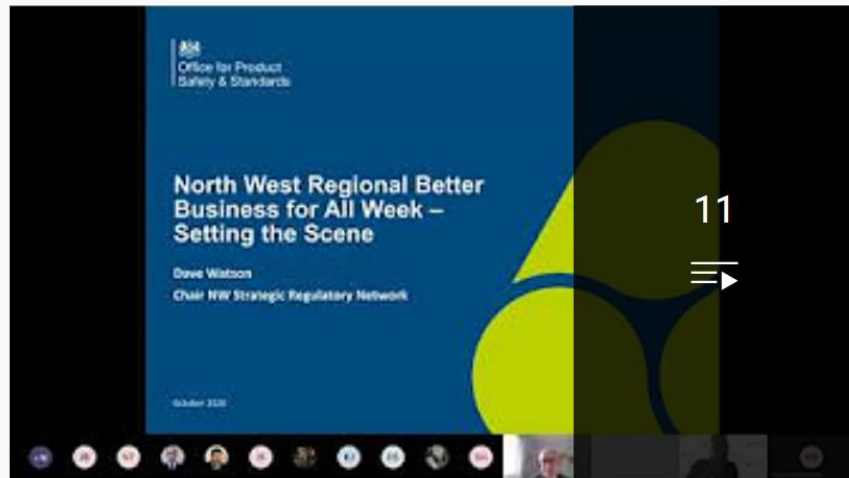 Office for Product
Safety & Standards
North West Regional Better
Business for All Week –
Setting the Scene
Dave Watson
Chair NW Strategic Regulatory Network
October 2020
11